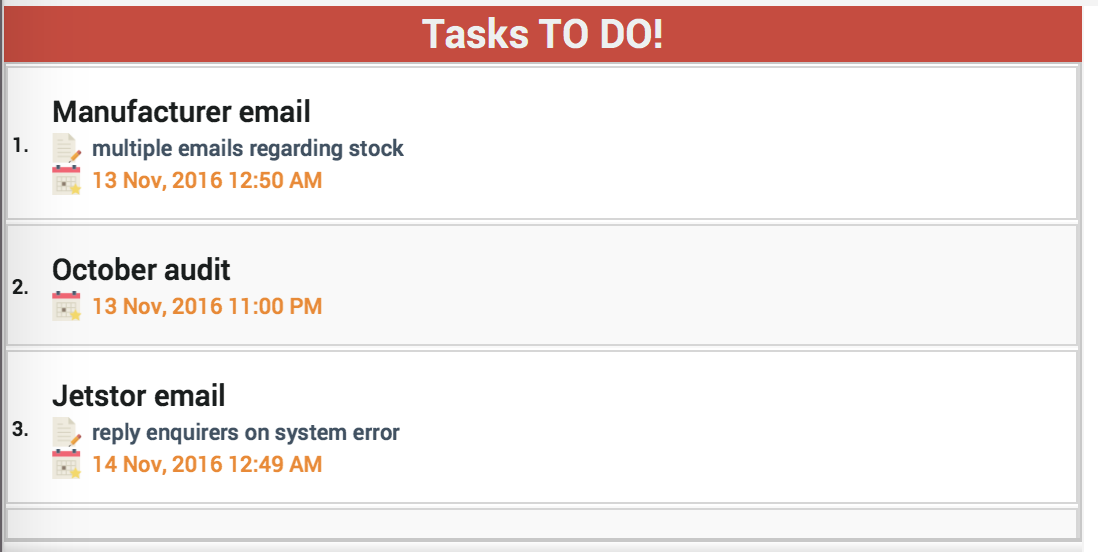 Tasks TO DO!
1.
Manufacturer email
multiple emails regarding stock
13 Nov, 2016 12:50 AM
2.
October audit
13 Nov, 2016 11:00 PM
3.
Jetstor email
reply enquirers on system error
14 Nov, 2016 12:49 AM